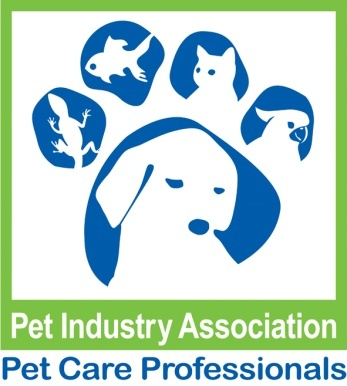 Pet Industry Association
Pet Care Professionals